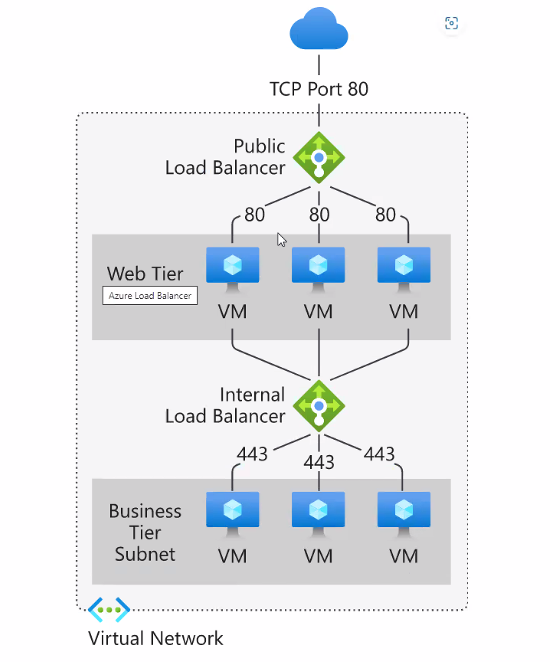 TCP Port 80
Public
Load Balancer
80
80
80
Web Tier
Azure Load Balancer
VM
VM
VM
Internal
Load Balancer
443
443
443
Business
Tier
Subnet
VM
VM
VM
Virtual Network